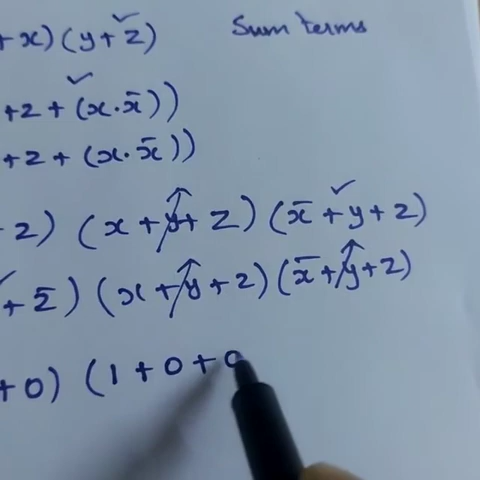 + x) (y + z) Sum terms
+ z + (x · x̄))
+ z + (x · x̄))
z) (x + y + z) (x̄ + y + z)
+ z̄) (x + y + z) (x̄ + y + z)
+ 0) (1 + 0 + 0